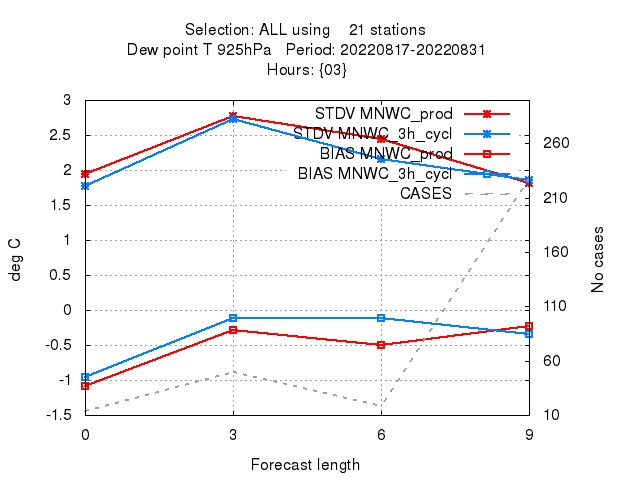 Selection: ALL using    21 stations
Dew point T 925hPa   Period: 20220817-20220831
Hours: {03}
STDV MNWC_prod
STDV MNWC_3h_cycl
BIAS MNWC_prod
BIAS MNWC_3h_cycl
CASES
3
2.5
2
1.5
1
0.5
0
-0.5
-1
-1.5
deg C
260
210
160
110
60
10
No cases
0 3 6 9
Forecast length